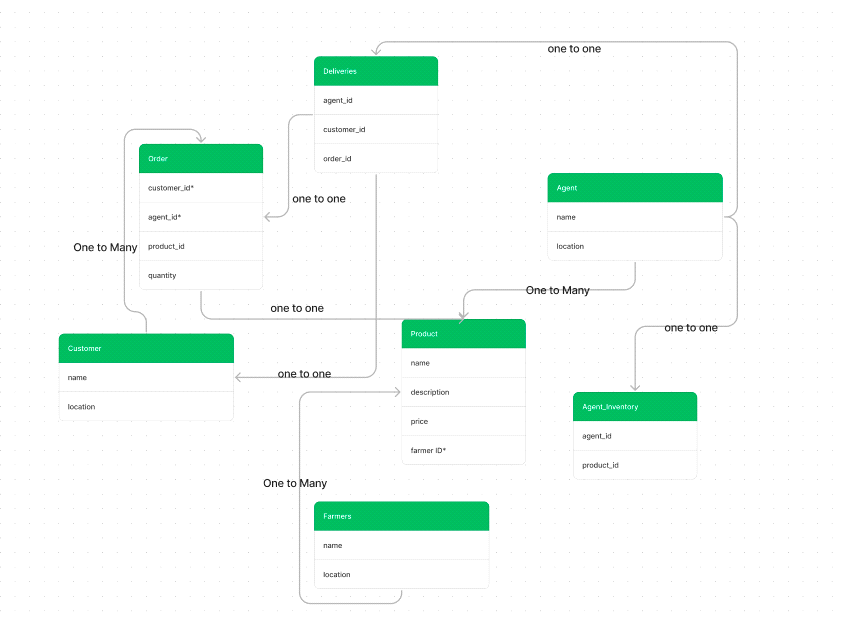 one to one
Deliveries
agent_id
customer_id
order_id
Order
customer_id*
agent_id*
product_id
quantity
one to one
One to Many
Agent
name
location
One to Many
one to one
one to one
Customer
name
location
one to one
Product
name
description
price
farmer ID*
Agent_Inventory
agent_id
product_id
One to Many
Farmers
name
location